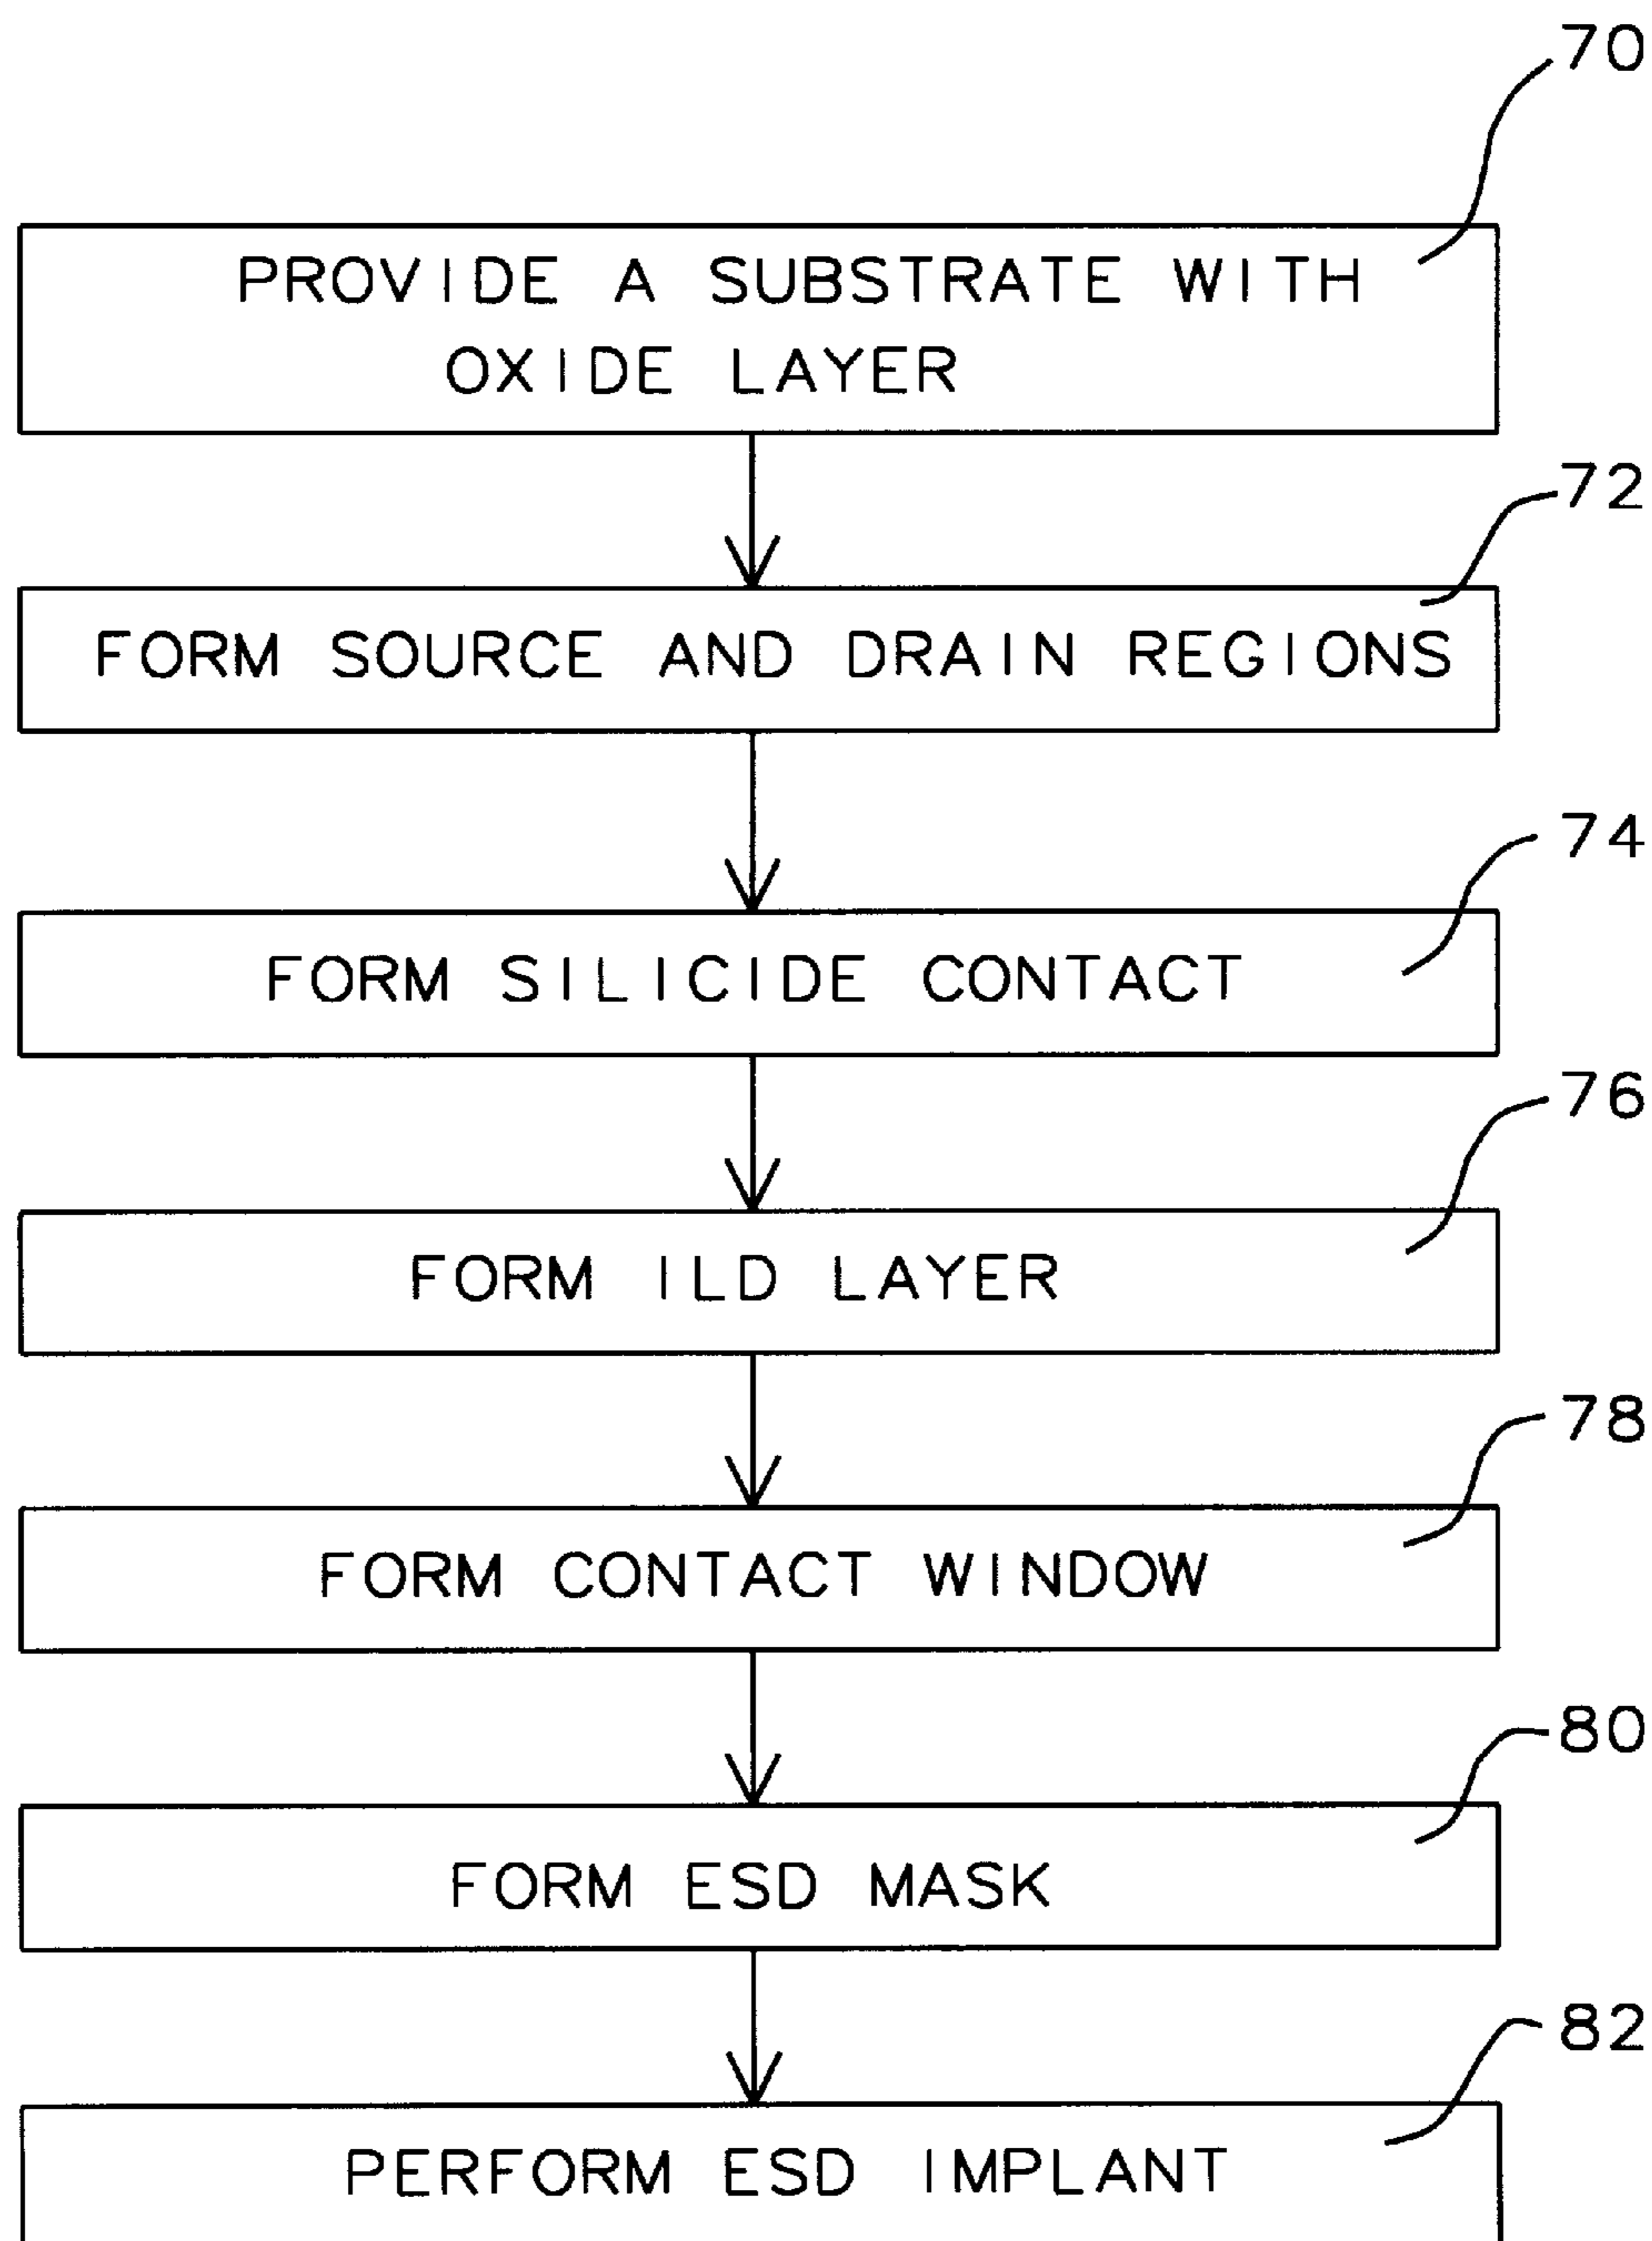 70
PROVIDE A SUBSTRATE WITH
OXIDE LAYER
72
FORM SOURCE AND DRAIN REGIONS
74
FORM SILICIDE CONTACT
76
FORM ILD LAYER
78
FORM CONTACT WINDOW
80
FORM ESD MASK
82
PERFORM ESD IMPLANT